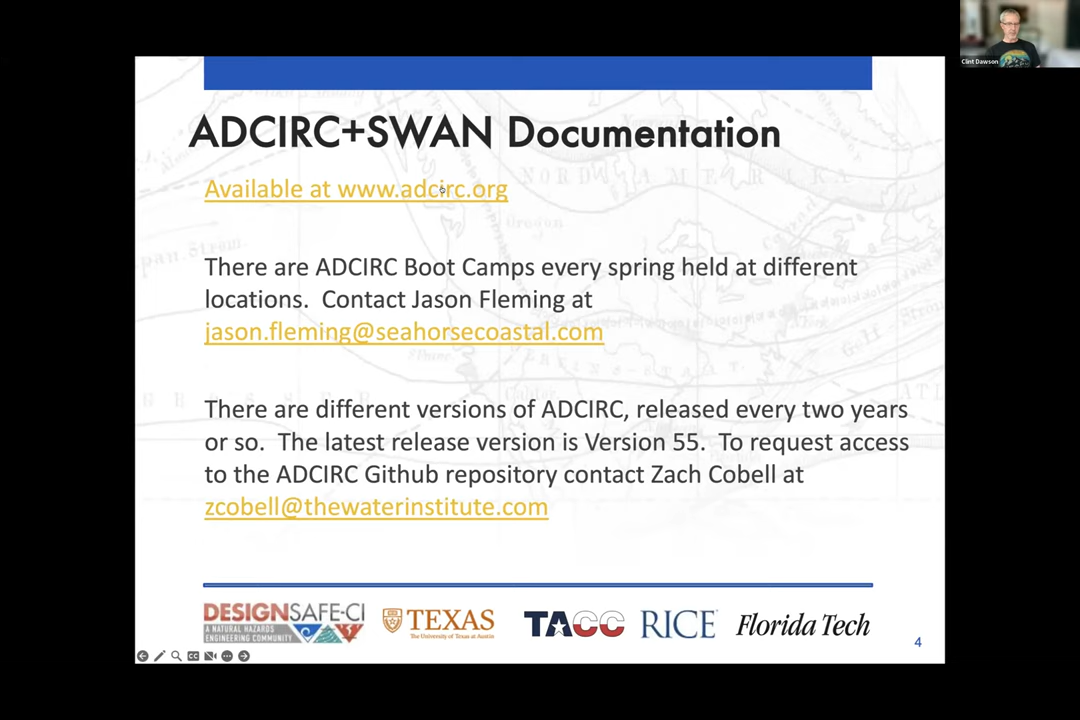 Clint Dawson
ADCIRC+SWAN Documentation
Available at www.adcirc.org
There are ADCIRC Boot Camps every spring held at different
locations.  Contact Jason Fleming at
jason.fleming@seahorsecoastal.com
There are different versions of ADCIRC, released every two years
or so.  The latest release version is Version 55.  To request access
to the ADCIRC Github repository contact Zach Cobell at
zcobell@thewaterinstitute.com
DESIGNSAFE-CI
A NATURAL HAZARDS
ENGINEERING COMMUNITY
TEXAS
The University of Texas at Austin
TACC
RICE
Florida Tech
4